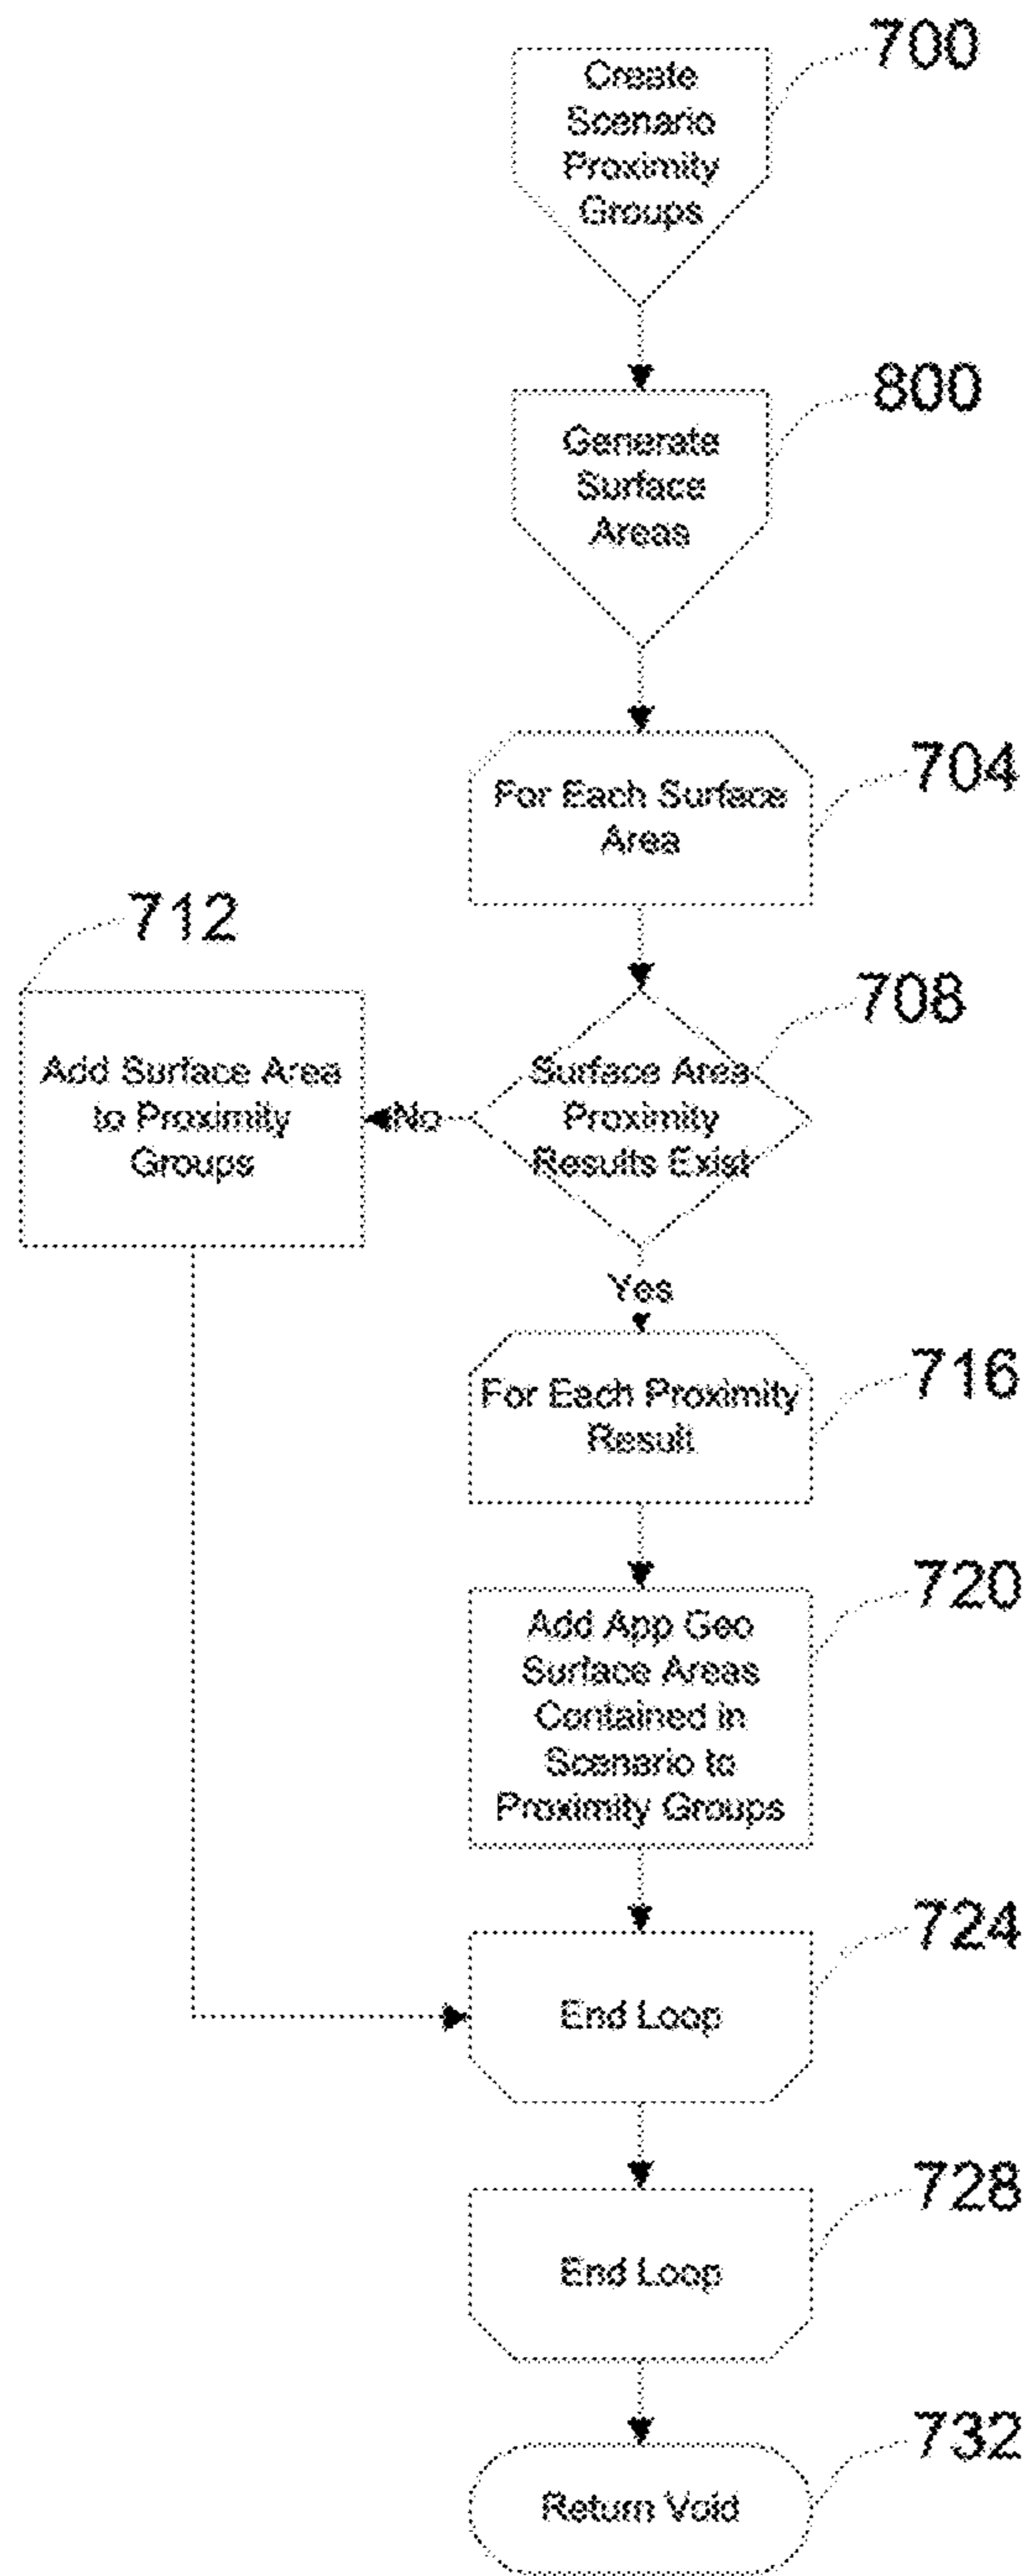 700
Create
Scenario
Proximity
Groups
800
Generate
Surface
Areas
704
For Each Surface
Area
712
708
Add Surface Area
to Proximity
Groups
No
Surface Area
Proximity
Results Exist
Yes
716
For Each Proximity
Result
720
Add App Geo
Surface Areas
Contained in
Scenario to
Proximity Groups
724
End Loop
728
End Loop
732
Return Void